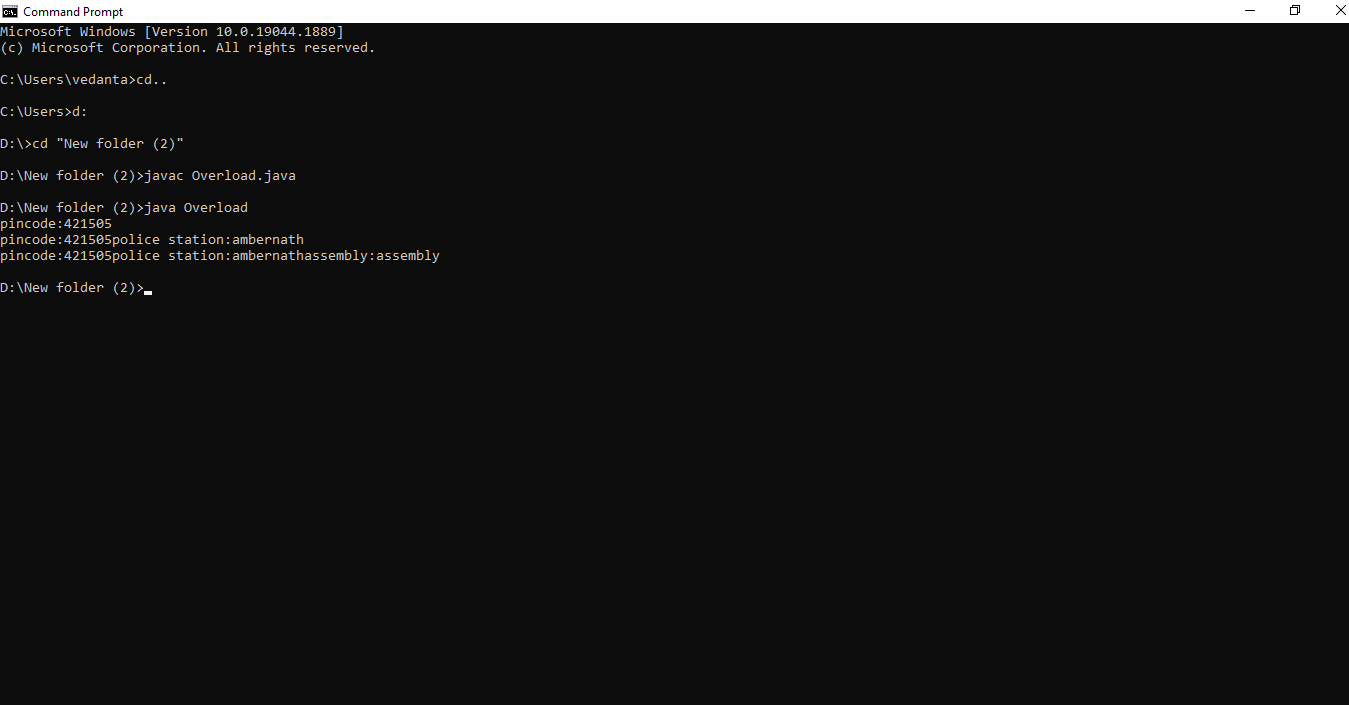 Command Prompt
Microsoft Windows [Version 10.0.19044.1889]
(c) Microsoft Corporation. All rights reserved.
C:\Users\vedanta>cd..
C:\Users>d:
D:\>cd "New folder (2)"
D:\New folder (2)>javac Overload.java
D:\New folder (2)>java Overload
pincode:421505
pincode:421505police station:ambernath
pincode:421505police station:ambernathassembly:assembly
D:\New folder (2)>